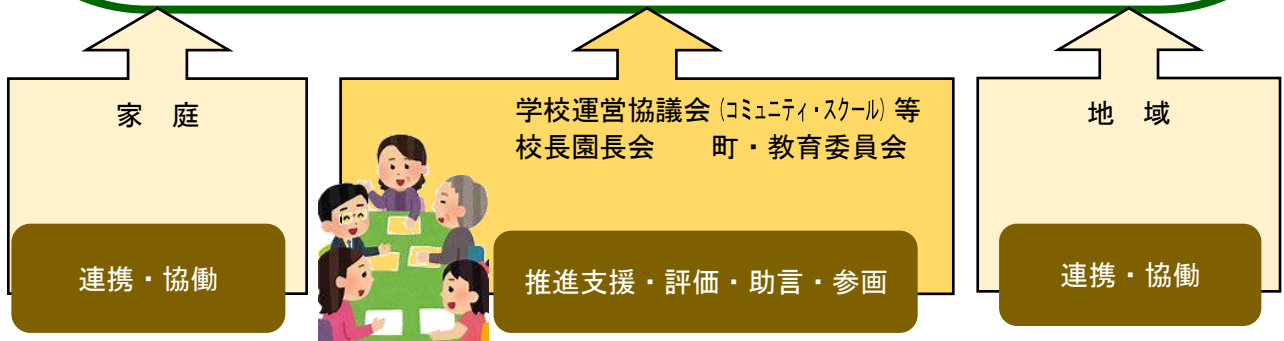 家　庭
連携・協働
学校運営協議会(ｺﾐｭﾆﾃｨ・ｽｸｰﾙ)等
校長園長会　　町・教育委員会
推進支援・評価・助言・参画
地　域
連携・協働